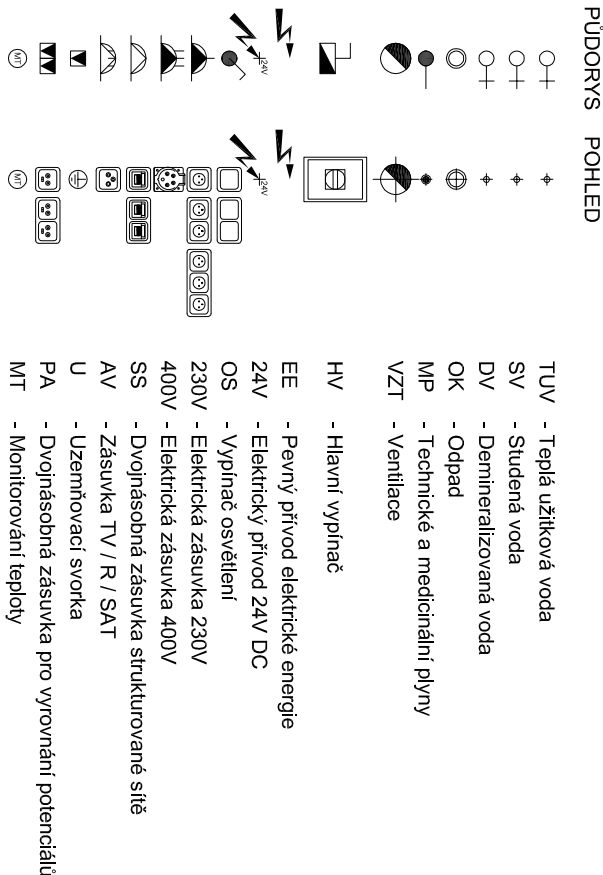 PŮDORYS POHLED
TUV - Teplá užitková voda
SV - Studená voda
DV - Demineralizovaná voda
OK - Odpad
MP - Technické a medicinální plyny
VZT - Ventilace
HV - Hlavní vypínač
EE - Pevný přívod elektrické energie
24V 24V 24V - Elektrický přívod 24V DC
OS - Vypínač osvětlení
230V - Elektrická zásuvka 230V
400V - Elektrická zásuvka 400V
SS - Dvojnásobná zásuvka strukturované sítě
AV - Zásuvka TV / R / SAT
U - Uzemňovací svorka
PA - Dvojnásobná zásuvka pro vyrovnání potenciálů
MT MT MT - Monitorování teploty